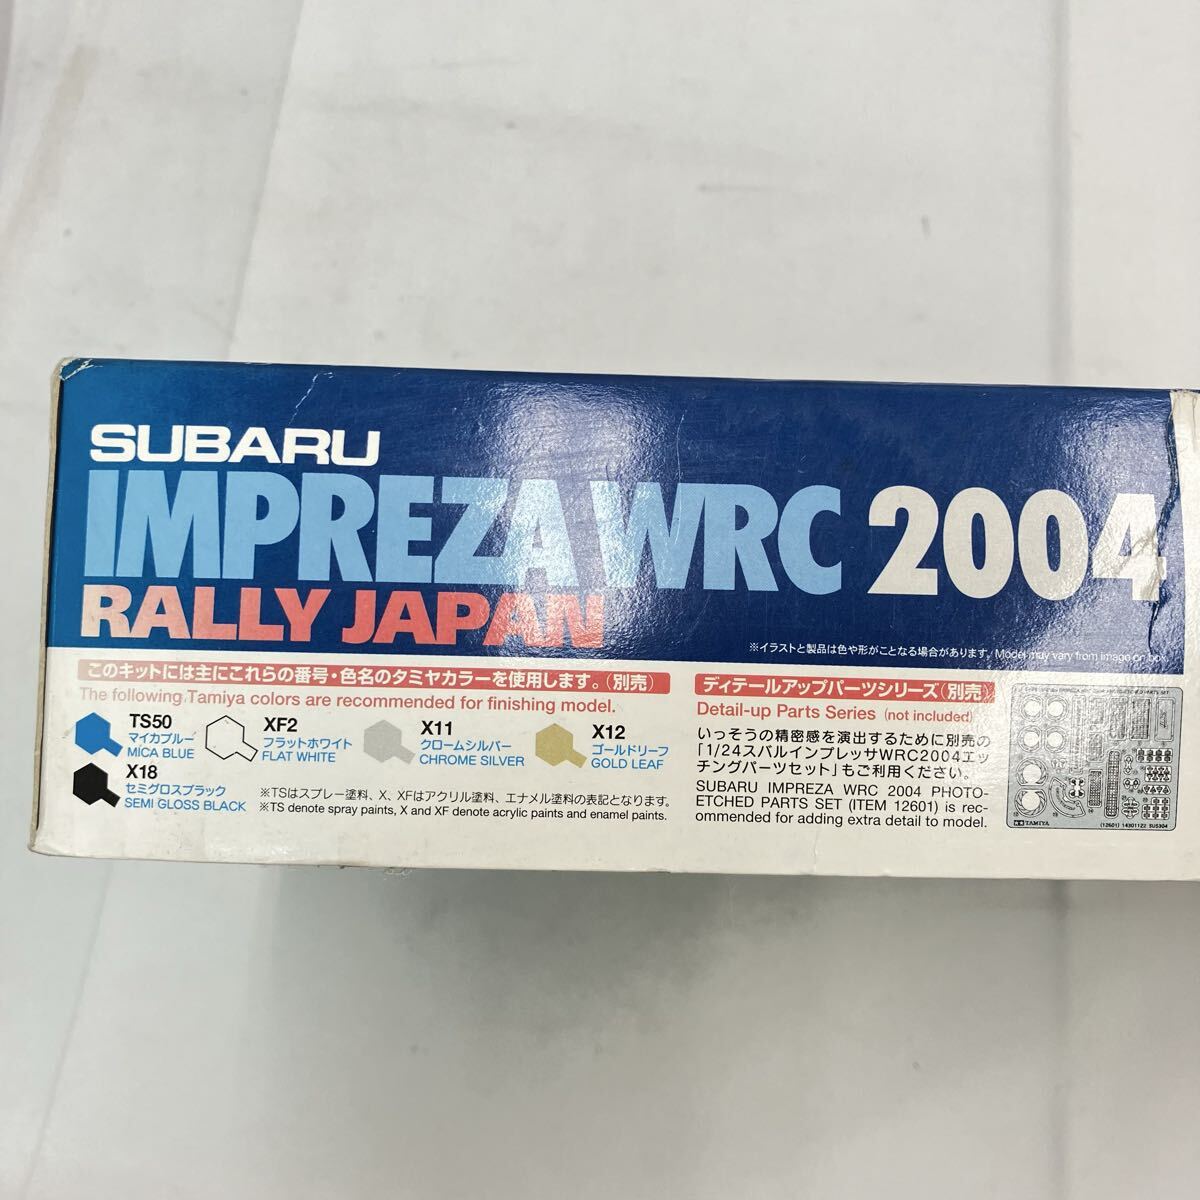 SUBARU
IMPREZA WRC 2004
RALLY JAPAN
※イラストと製品は色や形がことなる場合があります。Model may vary from image on box.
このキットには主にこれらの番号・色名のタミヤカラーを使用します。(別売)
The following Tamiya colors are recommended for finishing model.
TS50
マイカブルー
MICA BLUE
XF2
フラットホワイト
FLAT WHITE
X11
クロームシルバー
CHROME SILVER
X12
ゴールドリーフ
GOLD LEAF
X18
セミグロスブラック
SEMI GLOSS BLACK
※TSはスプレー塗料、X、XFはアクリル塗料、エナメル塗料の表記となります。
※TS denote spray paints, X and XF denote acrylic paints and enamel paints.
ディテールアップパーツシリーズ(別売)
Detail-up Parts Series (not included)
いっそうの精密感を演出するために別売の
「1/24スバルインプレッサWRC2004エッ
チングパーツセット」もご利用ください。
SUBARU IMPREZA WRC 2004 PHOTO-
ETCHED PARTS SET (ITEM 12601) is rec-
ommended for adding extra detail to model.
TAMIYA
(12601) 14301122 SUS304